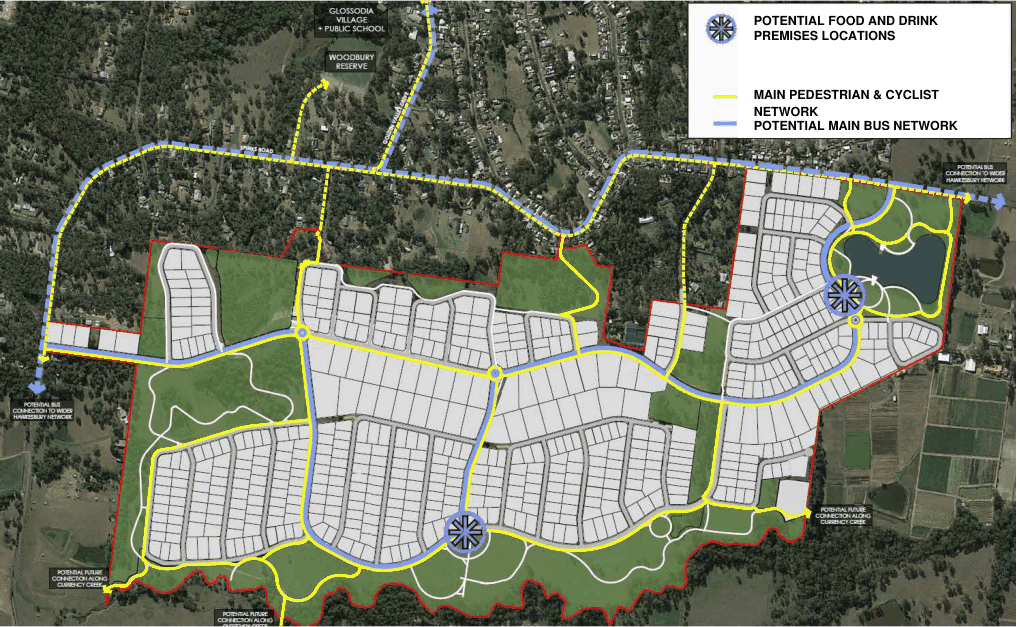 GLOSSODIA
VILLAGE
+ PUBLIC SCHOOL
WOODBURY
RESERVE
POTENTIAL FOOD AND DRINK
PREMISES LOCATIONS
MAIN PEDESTRIAN & CYCLIST
NETWORK
POTENTIAL MAIN BUS NETWORK
SPINKS ROAD
POTENTIAL BUS
CONNECTION TO WIDER
HAWKESBURY NETWORK
POTENTIAL BUS
CONNECTION TO WIDER
HAWKESBURY NETWORK
POTENTIAL FUTURE
CONNECTION ALONG
CURRENCY CREEK
POTENTIAL FUTURE
CONNECTION ALONG
CURRENCY CREEK
POTENTIAL FUTURE
CONNECTION ALONG
CURRENCY CREEK